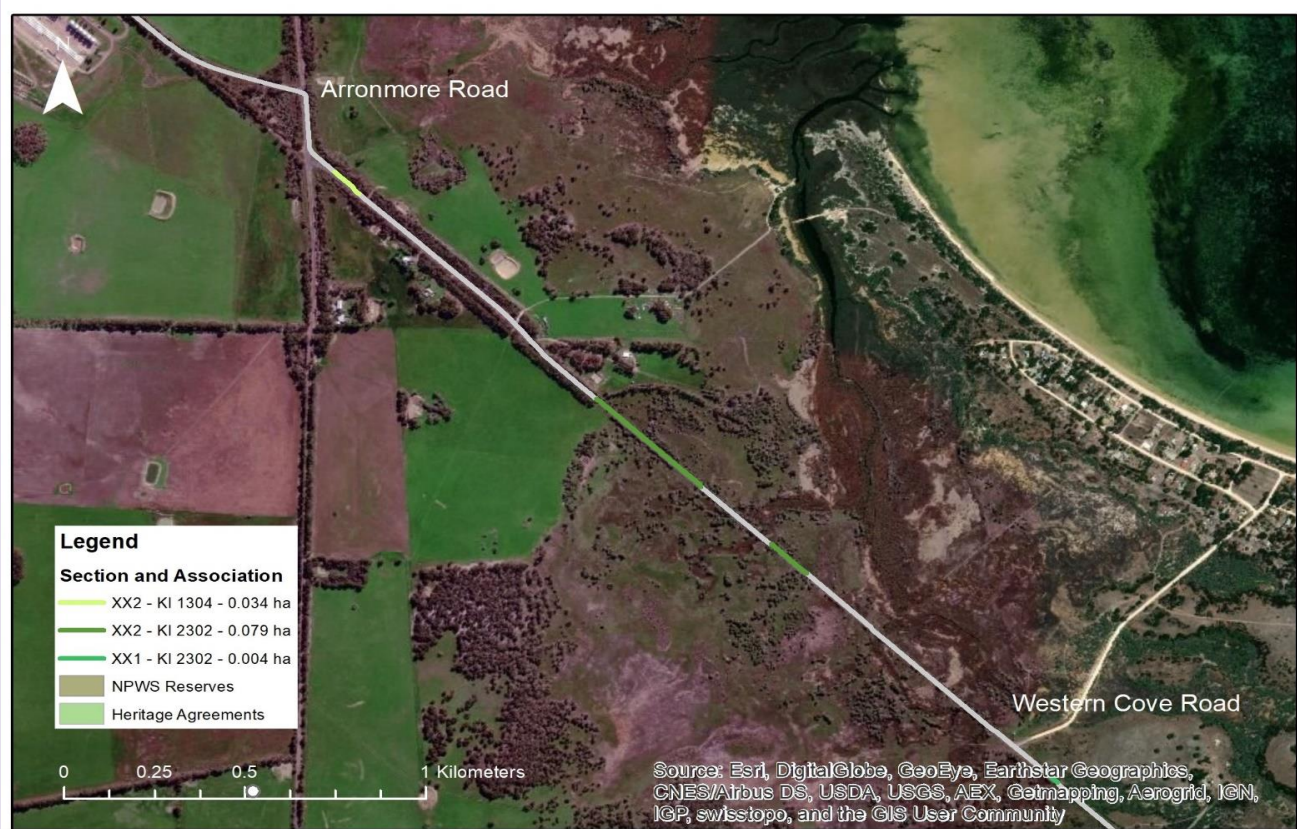 N
Arronmore Road
Legend
Section and Association
XX2 - KI 1304 - 0.034 ha
XX2 - KI 2302 - 0.079 ha
XX1 - KI 2302 - 0.004 ha
NPWS Reserves
Heritage Agreements
Western Cove Road
0 0.25 0.5 1 Kilometers
Source: Esri, DigitalGlobe, GeoEye, Earthstar Geographics,
CNES/Airbus DS, USDA, USGS, AEX, Getmapping, Aerogrid, IGN,
IGP, swisstopo, and the GIS User Community